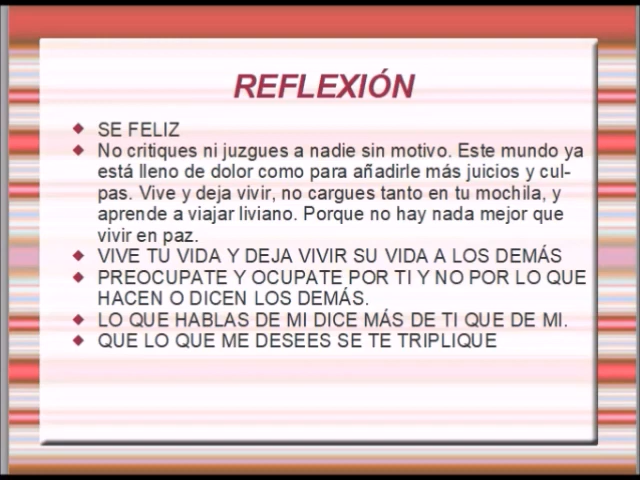 REFLEXIÓN
SE FELIZ
No critiques ni juzgues a nadie sin motivo. Este mundo ya
está lleno de dolor como para añadirle más juicios y cul-
pas. Vive y deja vivir, no cargues tanto en tu mochila, y
aprende a viajar liviano. Porque no hay nada mejor que
vivir en paz.
VIVE TU VIDA Y DEJA VIVIR SU VIDA A LOS DEMÁS
PREOCUPATE Y OCUPATE POR TI Y NO POR LO QUE
HACEN O DICEN LOS DEMÁS.
LO QUE HABLAS DE MI DICE MÁS DE TI QUE DE MI.
QUE LO QUE ME DESEES SE TE TRIPLIQUE